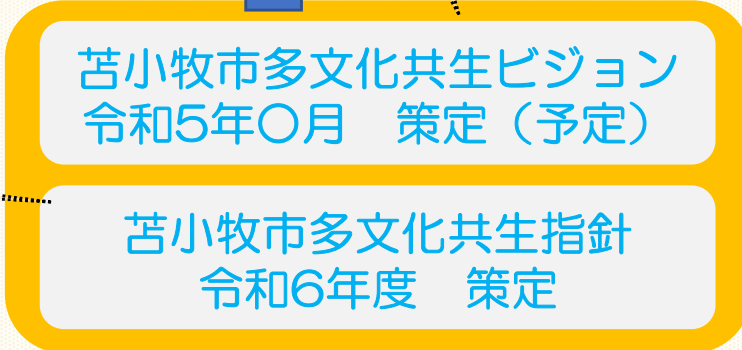 苫小牧市多文化共生ビジョン
令和5年〇月　策定（予定）
苫小牧市多文化共生指針
令和6年度　策定